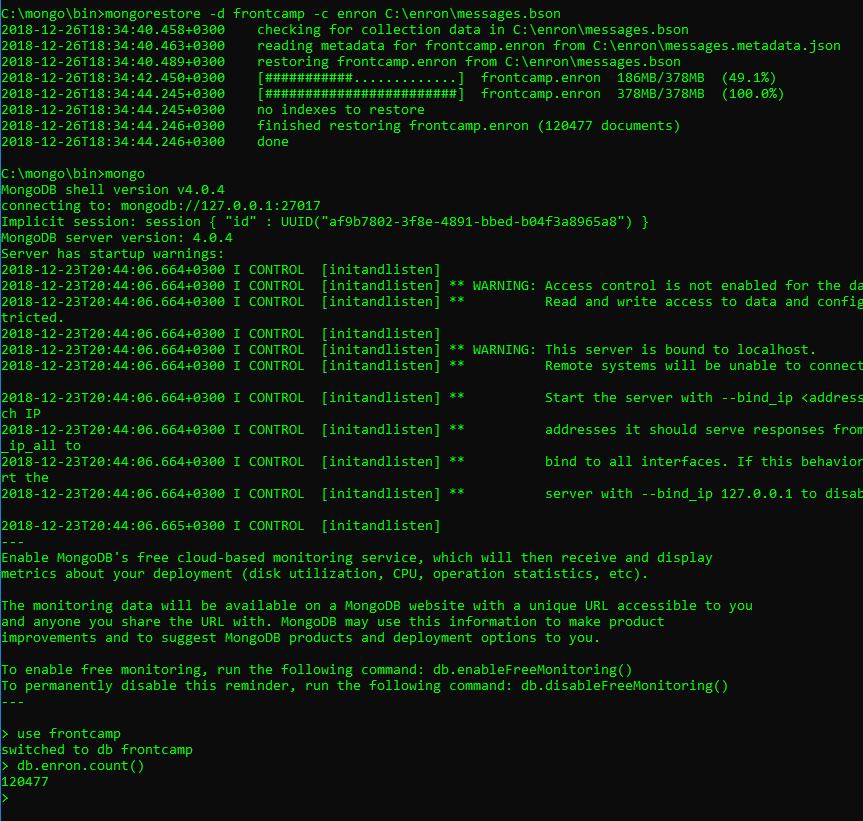 C:\mongo\bin>mongorestore -d frontcamp -c enron C:\enron\messages.bson
2018-12-26T18:34:40.458+0300    checking for collection data in C:\enron\messages.bson
2018-12-26T18:34:40.463+0300    reading metadata for frontcamp.enron from C:\enron\messages.metadata.json
2018-12-26T18:34:40.489+0300    restoring frontcamp.enron from C:\enron\messages.bson
2018-12-26T18:34:42.450+0300    [###########.............]  frontcamp.enron  186MB/378MB  (49.1%)
2018-12-26T18:34:44.245+0300    [########################]  frontcamp.enron  378MB/378MB  (100.0%)
2018-12-26T18:34:44.245+0300    no indexes to restore
2018-12-26T18:34:44.246+0300    finished restoring frontcamp.enron (120477 documents)
2018-12-26T18:34:44.246+0300    done

C:\mongo\bin>mongo
MongoDB shell version v4.0.4
connecting to: mongodb://127.0.0.1:27017
Implicit session: session { "id" : UUID("af9b7802-3f8e-4891-bbed-b04f3a8965a8") }
MongoDB server version: 4.0.4
Server has startup warnings:
2018-12-23T20:44:06.664+0300 I CONTROL  [initandlisten]
2018-12-23T20:44:06.664+0300 I CONTROL  [initandlisten] ** WARNING: Access control is not enabled for the da
2018-12-23T20:44:06.664+0300 I CONTROL  [initandlisten] **          Read and write access to data and config
tricted.
2018-12-23T20:44:06.664+0300 I CONTROL  [initandlisten]
2018-12-23T20:44:06.664+0300 I CONTROL  [initandlisten] ** WARNING: This server is bound to localhost.
2018-12-23T20:44:06.664+0300 I CONTROL  [initandlisten] **          Remote systems will be unable to connect

2018-12-23T20:44:06.664+0300 I CONTROL  [initandlisten] **          Start the server with --bind_ip <address
ch IP
2018-12-23T20:44:06.664+0300 I CONTROL  [initandlisten] **          addresses it should serve responses from
_ip_all to
2018-12-23T20:44:06.664+0300 I CONTROL  [initandlisten] **          bind to all interfaces. If this behavior
rt the
2018-12-23T20:44:06.664+0300 I CONTROL  [initandlisten] **          server with --bind_ip 127.0.0.1 to disab

2018-12-23T20:44:06.665+0300 I CONTROL  [initandlisten]
---
Enable MongoDB's free cloud-based monitoring service, which will then receive and display
metrics about your deployment (disk utilization, CPU, operation statistics, etc).

The monitoring data will be available on a MongoDB website with a unique URL accessible to you
and anyone you share the URL with. MongoDB may use this information to make product
improvements and to suggest MongoDB products and deployment options to you.

To enable free monitoring, run the following command: db.enableFreeMonitoring()
To permanently disable this reminder, run the following command: db.disableFreeMonitoring()
---

> use frontcamp
switched to db frontcamp
> db.enron.count()
120477
>